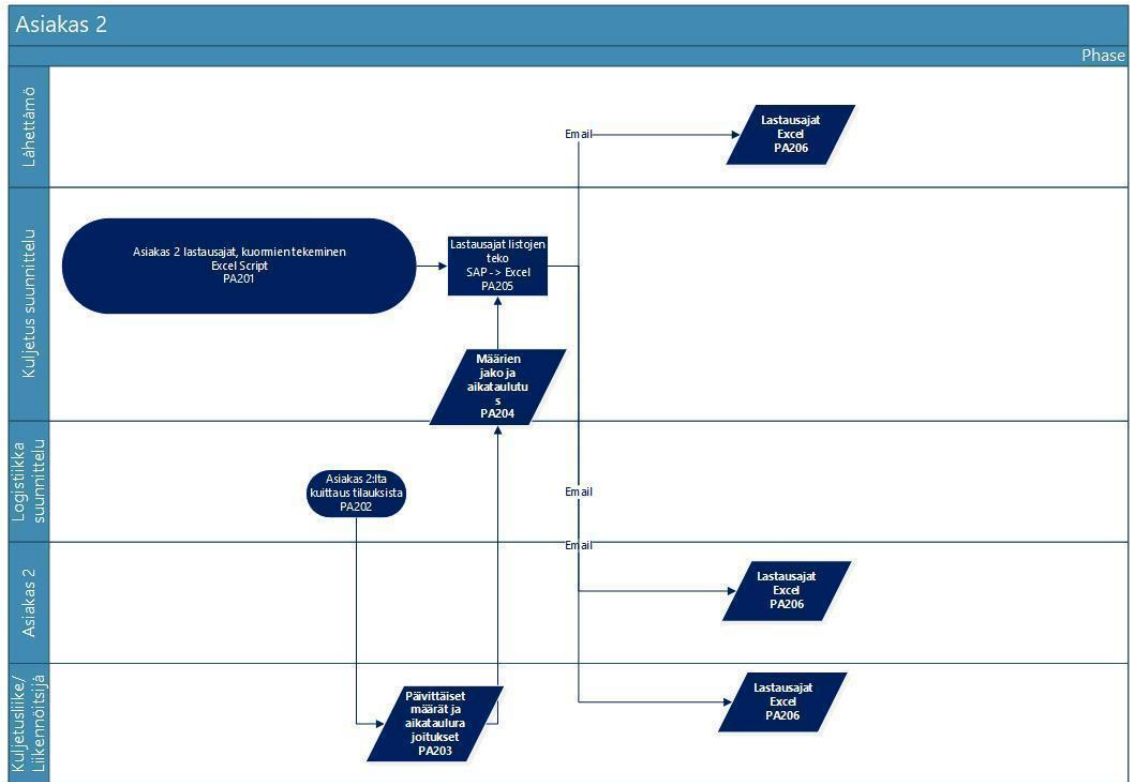 Asiakas 2
Phase
Lähettämö
Email
Lastausajat
Excel
PA206
Kuljetus suunnittelu
Asiakas 2 lastausajat, kuormien tekeminen
Excel Script
PA201
Lastausajat listojen
teko
SAP -> Excel
PA205
Määrien
jako ja
aikataulutu
s
PA204
Logistiikka
suunnittelu
Asiakas 2:lta
kuittaus tilauksista
PA202
Email
Email
Asiakas 2
Lastausajat
Excel
PA206
Kuljetusliike/
Liikennöitsijä
Päivittäiset
määrät ja
aikataulura
joitukset
PA203
Lastausajat
Excel
PA206